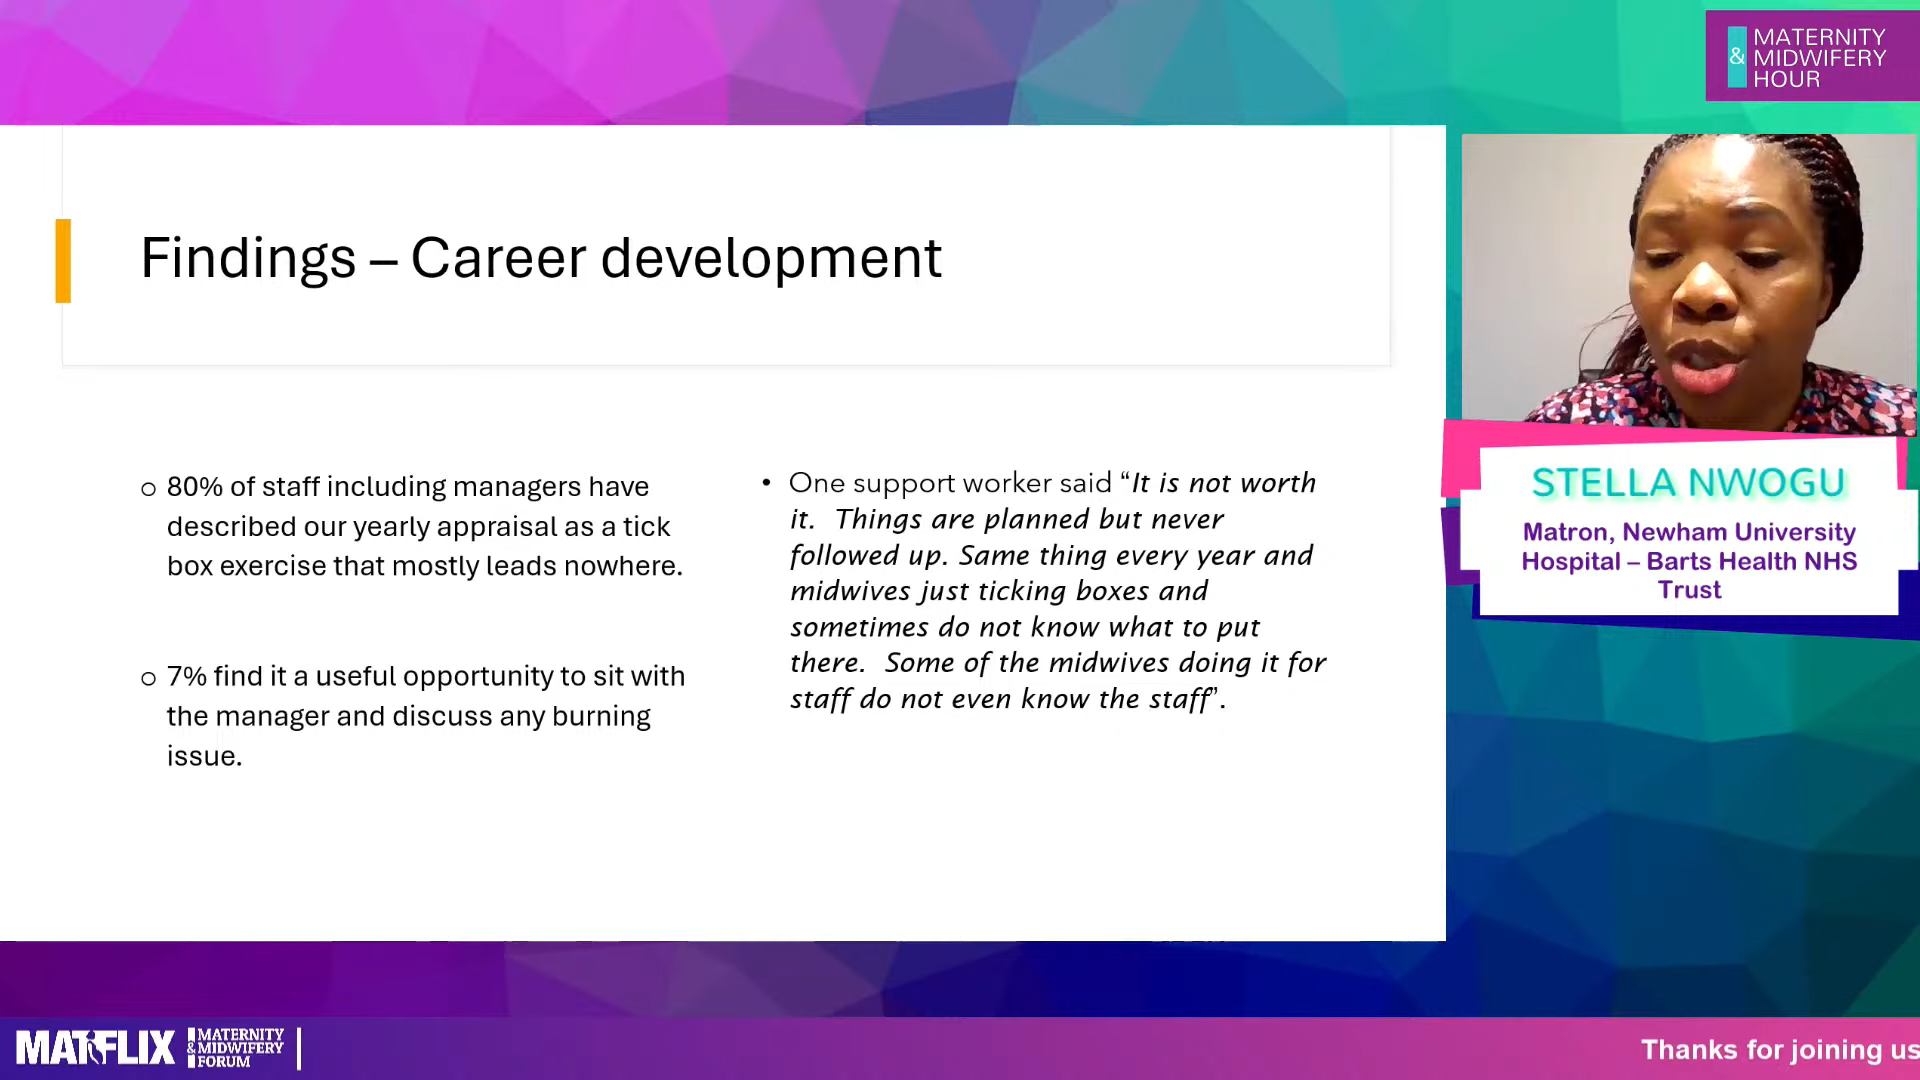 &
MATERNITY
MIDWIFERY
HOUR
Findings – Career development
o 80% of staff including managers have
described our yearly appraisal as a tick
box exercise that mostly leads nowhere.
o 7% find it a useful opportunity to sit with
the manager and discuss any burning
issue.
• One support worker said “It is not worth
it. Things are planned but never
followed up. Same thing every year and
midwives just ticking boxes and
sometimes do not know what to put
there. Some of the midwives doing it for
staff do not even know the staff”.
STELLA NWOGU
Matron, Newham University
Hospital – Barts Health NHS
Trust
MATFLIX
MATERNITY
&MIDWIFERY
FORUM
Thanks for joining us